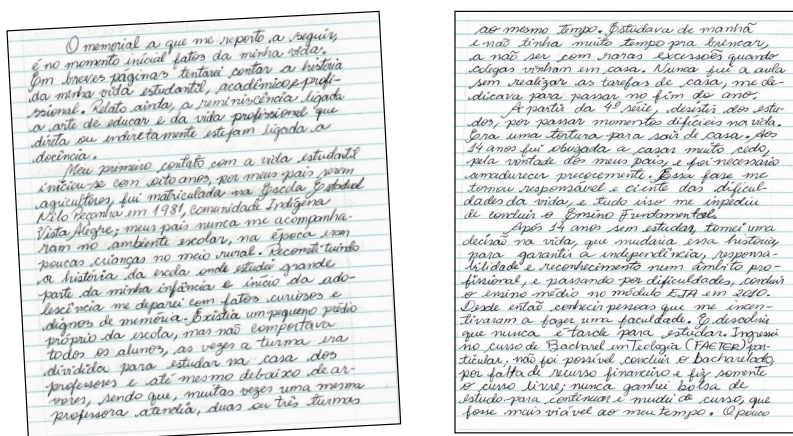 O memorial a que me reporto a seguir,
é no momento inicial fatos da minha vida.
Em breves páginas tentarei contar a história
da minha vida estudantil, acadêmica e profi-
ssional. Relato ainda, a reminiscência ligada
a arte de educar e da vida profissional que
direta ou indiretamente estejam ligada a
docência.
Meu primeiro contato com a vida estudantil
iniciou-se com oito anos, por meus pais serem
agricultores, fui matriculada na Escola Estadual
Nilo Peçanha em 1981, comunidade Indígena
Vista Alegre; meus pais nunca me acompanha-
ram no ambiente escolar, na época eram
poucas crianças no meio rural. Reconstituindo
a história da escola onde estudei grande
parte da minha infância e início da ado-
lescência me deparei com fatos curiosos e
dignos de memória. Existia um pequeno prédio
próprio da escola, mas não comportava
todos os alunos, as vezes a turma era
dividida para estudar na casa dos
professores e até mesmo debaixo de ár-
vores, sendo que, muitas vezes uma mesma
professora atendia, duas ou três turmas
ao mesmo tempo. Estudava de manhã
e não tinha muito tempo pra brincar,
a não ser com raras excessões quando
colegas vinham em casa. Nunca fui a aula
sem realizar as tarefas de casa, me de-
dicava para passar no fim do ano.
A partir da 4ª série, desistir dos estu-
dos, por passar momentos difíceis na vida.
Era uma tortura para sair de casa. Aos
14 anos fui obrigada a casar muito cedo,
pela vontade dos meus pais, e foi necessário
amadurecer precocemente. Essa fase me
tornou responsável e ciente das dificul-
dades da vida, e tudo isso me impediu
de concluir o Ensino Fundamental.
Após 14 anos sem estudar, tomei uma
decisão na vida, que mudaria essa história,
para garantir a independência, responsa-
bilidade e reconhecimento num âmbito pro-
fissional, e passando por dificuldades, conclui
o ensino médio no módulo EJA em 2010.
Desde então conheci pessoas que me incen-
tivaram a fazer uma faculdade. E descobri
que nunca é tarde para estudar. Ingressei
no curso de Bacharel em Teologia (FAETER) par-
ticular, não foi possível concluir o bacharelado,
por falta de recurso financeiro e fiz somente
o curso livre; nunca ganhei bolsa de
estudo para continuar e mudei de curso, que
fosse mais viável ao meu tempo. O pouco